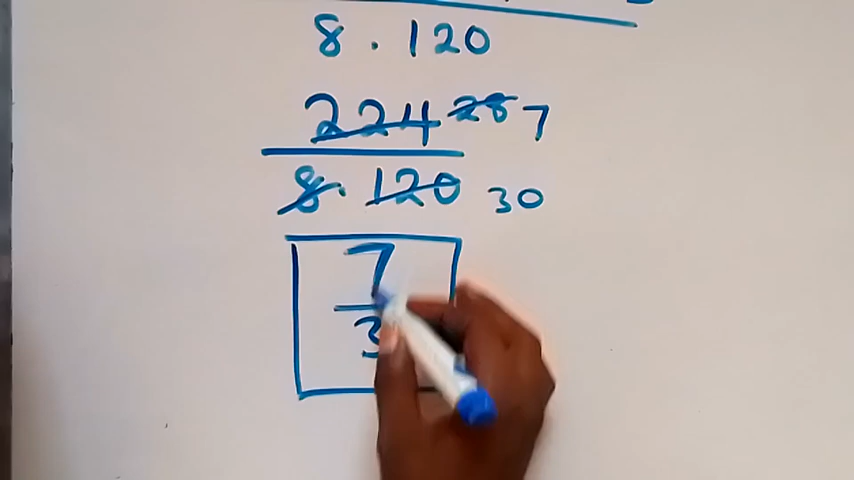 8 . 120
224 28 7
8 . 120 30
7
3